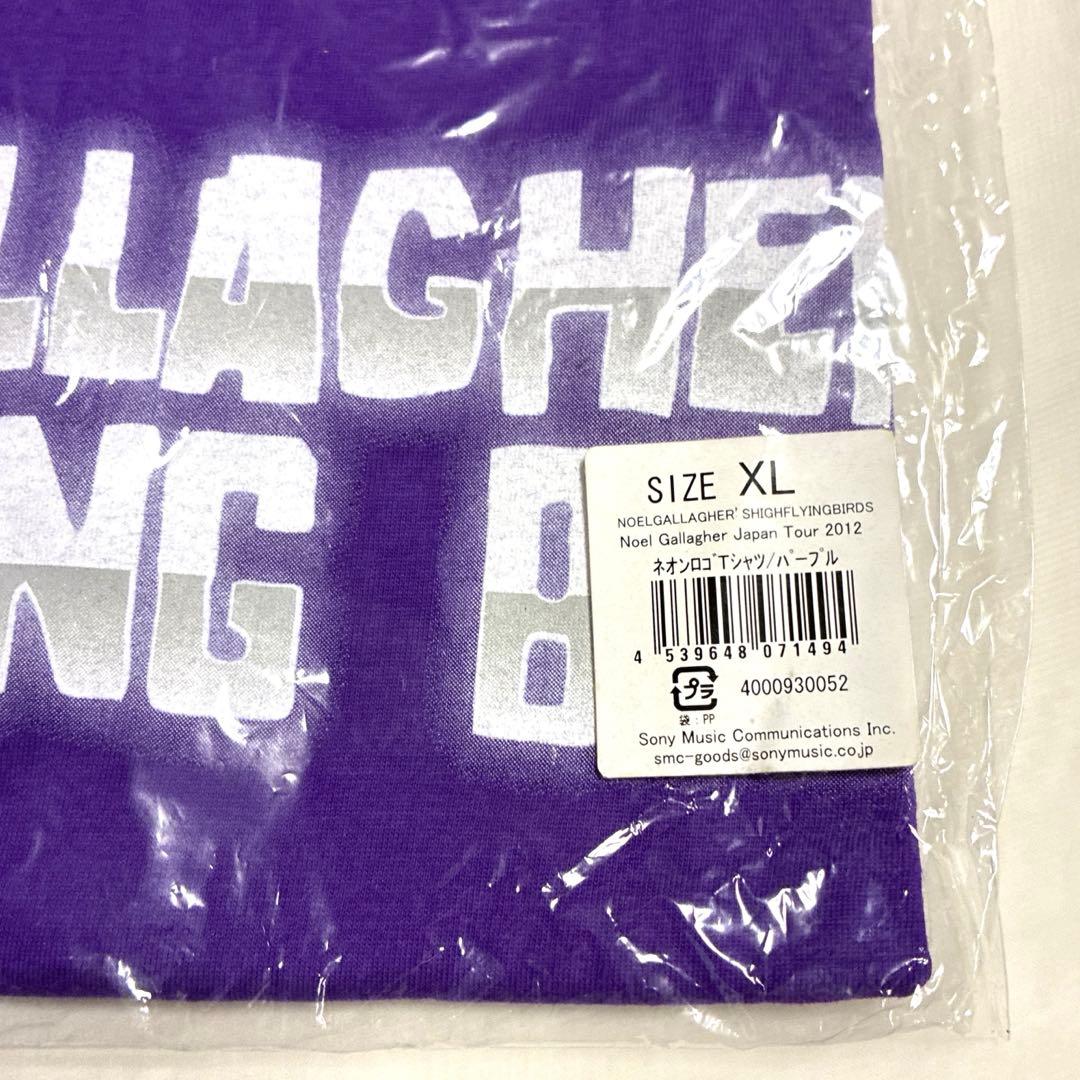 LLAGHER
NG B
SIZE XL
NOELGALLAGHER'SHIGHFLYINGBIRDS
Noel Gallagher Japan Tour 2012
ネオンロゴTシャツ/パープル
4 539648 071494
プラ 4000930052
袋：PP
Sony Music Communications Inc.
smc-goods@sonymusic.co.jp